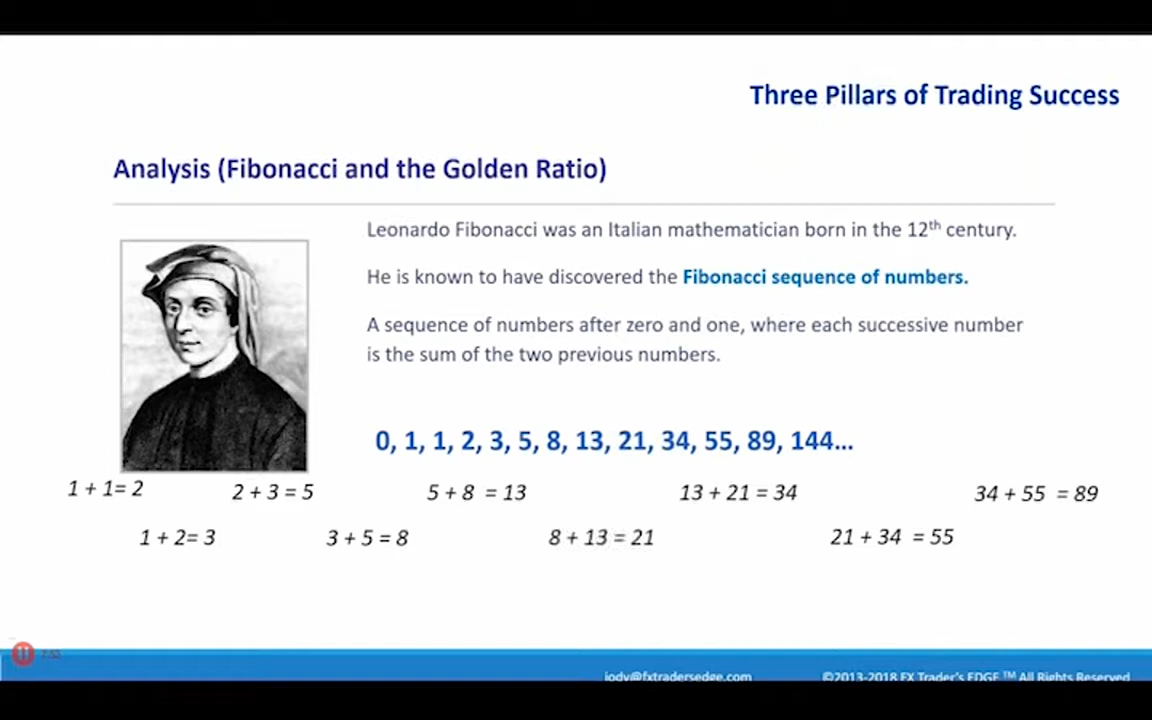 Three Pillars of Trading Success
Analysis (Fibonacci and the Golden Ratio)
Leonardo Fibonacci was an Italian mathematician born in the 12th century.
He is known to have discovered the Fibonacci sequence of numbers.
A sequence of numbers after zero and one, where each successive number
is the sum of the two previous numbers.
0, 1, 1, 2, 3, 5, 8, 13, 21, 34, 55, 89, 144...
1 + 1= 2 2 + 3 = 5 5 + 8 = 13 13 + 21 = 34 34 + 55 = 89
1 + 2= 3 3 + 5 = 8 8 + 13 = 21 21 + 34 = 55
jody@fxtradersedge.com ©2013-2018 FX Trader's EDGE ™ All Rights Reserved